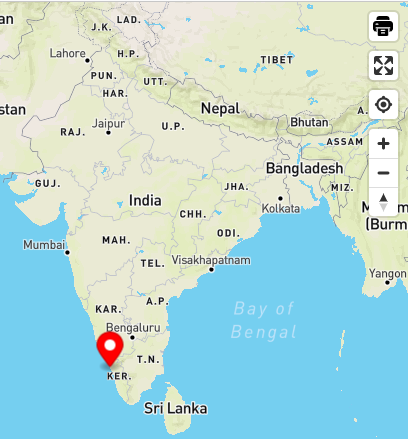 an
LAD.
J.K.
Lahore
H.P.
TIBET
PUN.
UTT.
HAR.
stan
Nepal
Bhutan
A.
Jaipur
RAJ.
U.P.
ASSAM
Bangladesh
GUJ.
JHA.
MIZ.
India
Kolkata
CHH.
M m
(Burm
ODI.
Mumbai
MAH.
TEL.
Visakhapatnam
Yangon
A.P.
KAR.
Bay of
Bengal
Bengaluru
T.N.
KER.
Sri Lanka